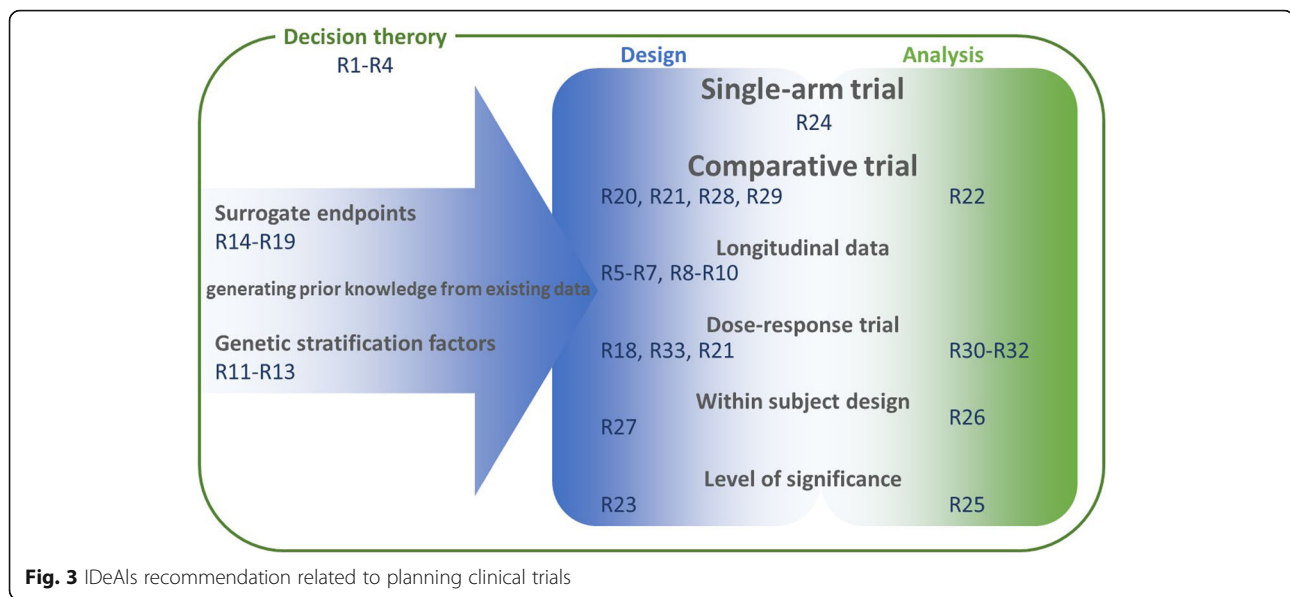 Decision therory
R1-R4
Surrogate endpoints
R14-R19
generating prior knowledge from existing data
Genetic stratification factors
R11-R13
Design Analysis
Single-arm trial
R24
Comparative trial
R20, R21, R28, R29 R22
Longitudinal data
R5-R7, R8-R10
Dose-response trial
R18, R33, R21 R30-R32
Within subject design
R27 R26
Level of significance
R23 R25
Fig. 3 IDeAls recommendation related to planning clinical trials